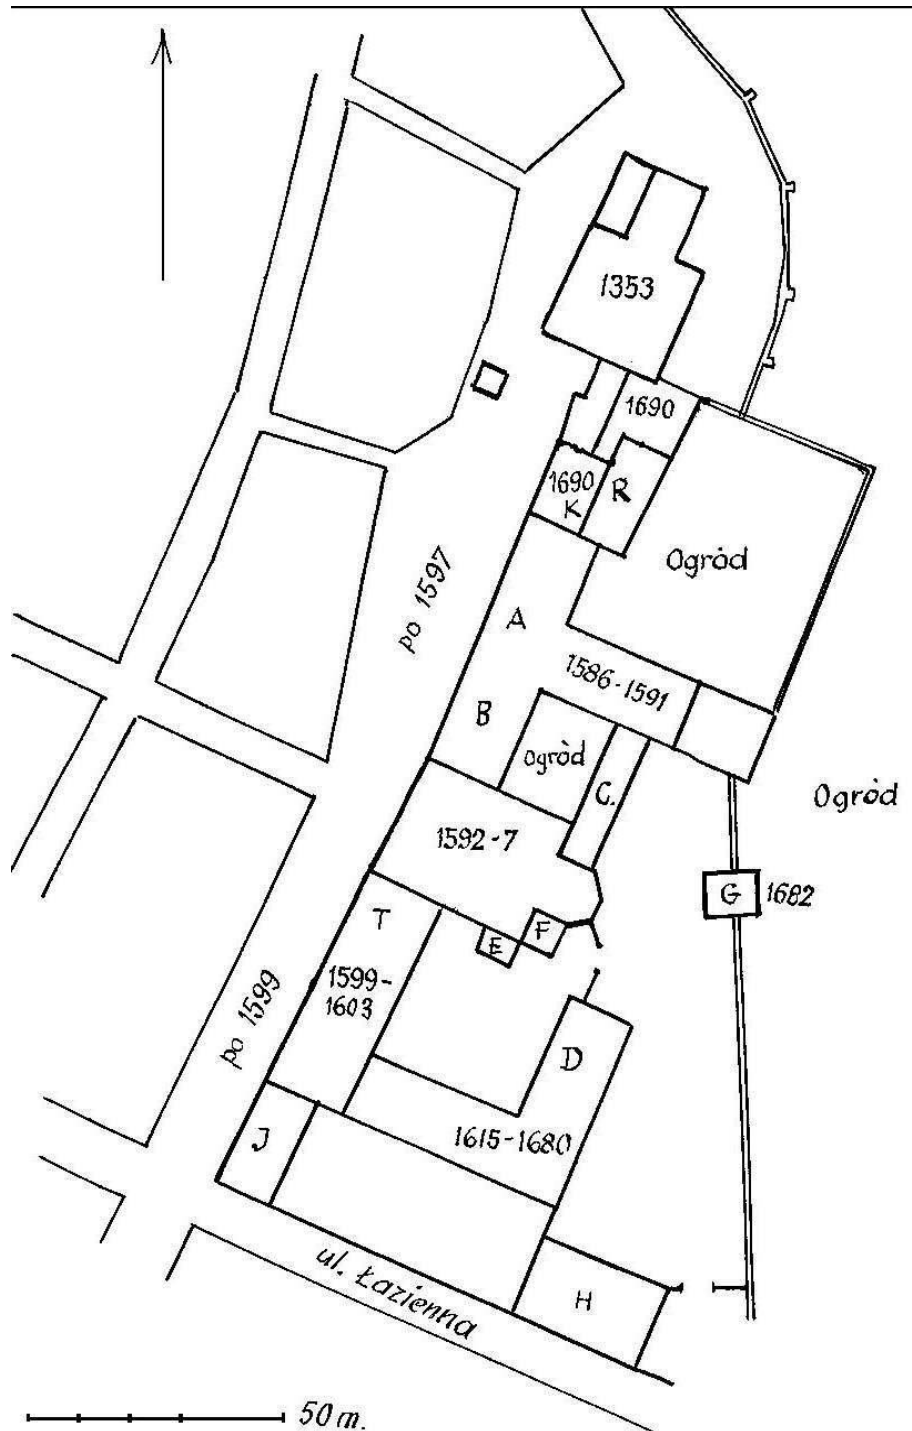 1353
1690
1690
K
R
Ogród
po 1597
A
1586-1591
B
Ogród
C.
Ogród
1592-7
G
1682
T
F
E
1599-
1603
po 1599
D
J
1615-1680
ul. Łazienna
H
50 m.